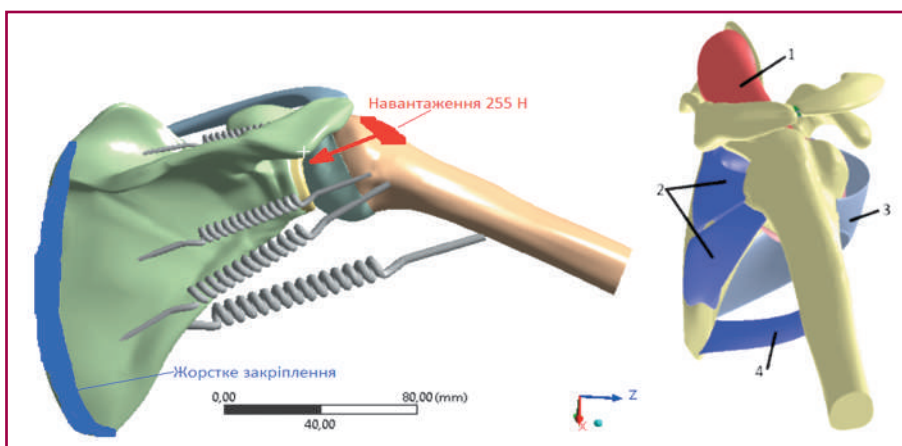 Навантаження 255 Н
Жорстке закріплення
0,00
80,00 (mm)
40,00
Z
X
1
2
3
4